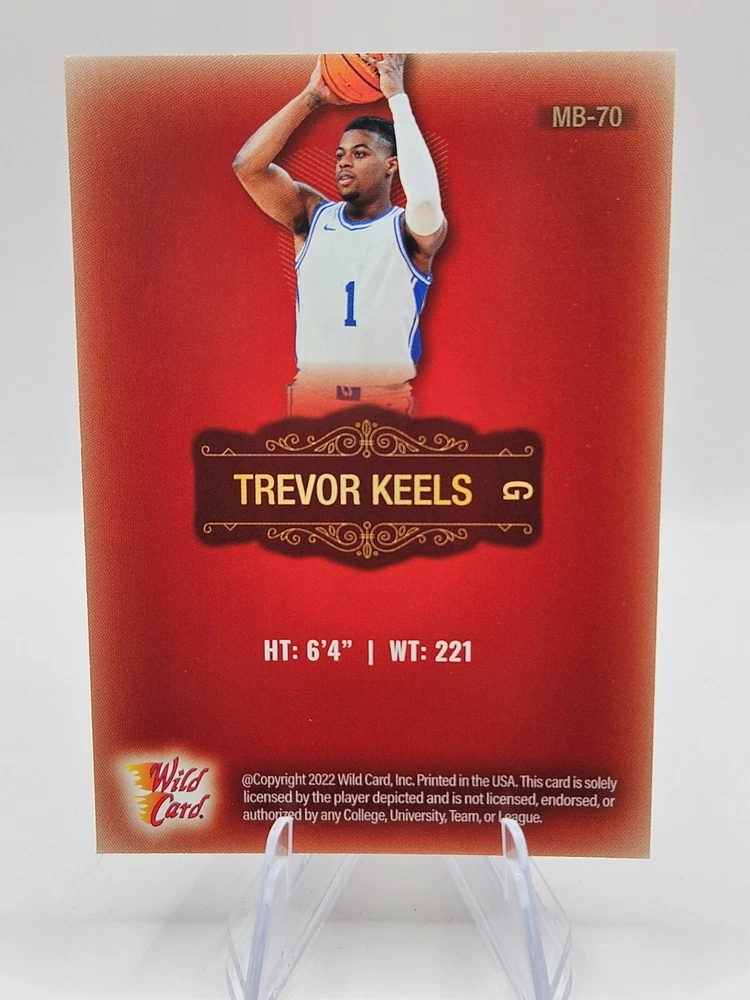 MB-70
1
TREVOR KEELS G
HT: 6'4" | WT: 221
Wild
Card.
@Copyright 2022 Wild Card, Inc. Printed in the USA. This card is solely
licensed by the player depicted and is not licensed, endorsed, or
authorized by any College, University, Team, or League.